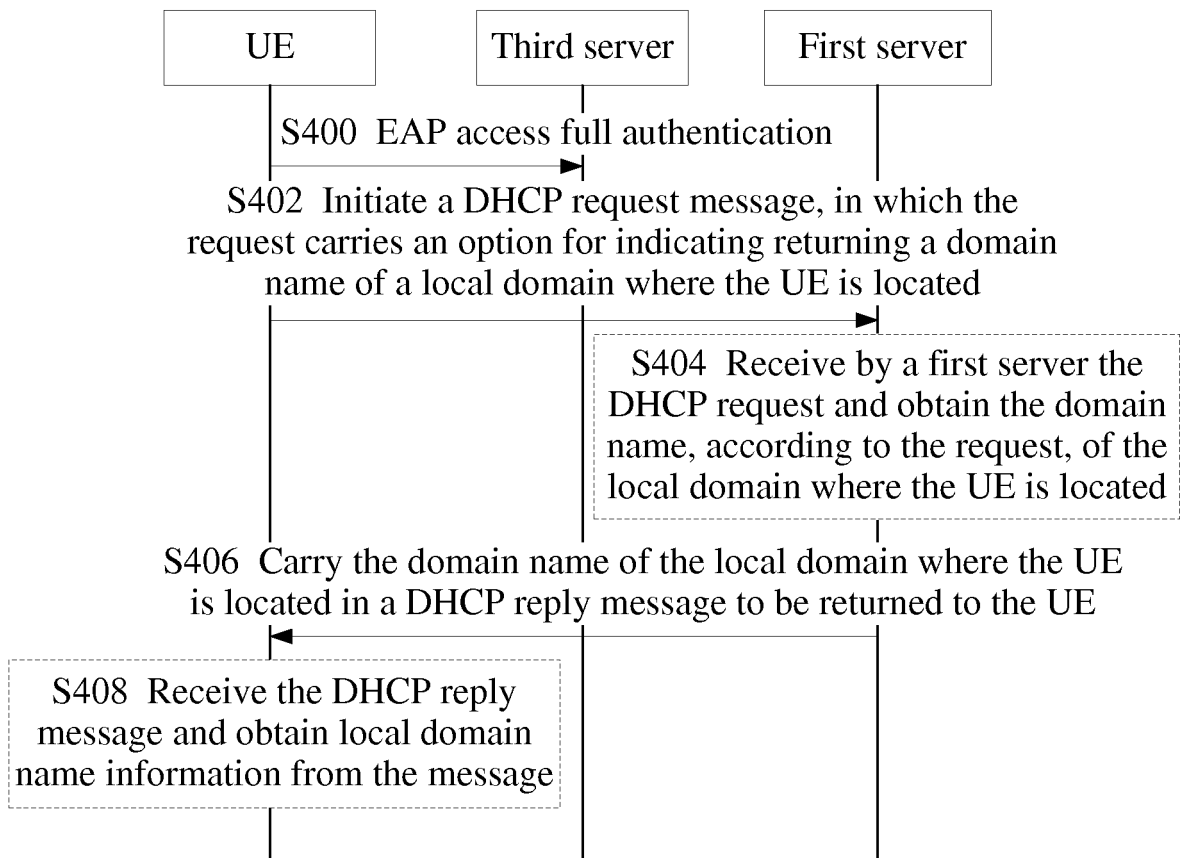 UE
Third server
First server
S400 EAP access full authentication
S402 Initiate a DHCP request message, in which the
request carries an option for indicating returning a domain
name of a local domain where the UE is located
S404 Receive by a first server the
DHCP request and obtain the domain
name, according to the request, of the
local domain where the UE is located
S406 Carry the domain name of the local domain where the UE
is located in a DHCP reply message to be returned to the UE
S408 Receive the DHCP reply
message and obtain local domain
name information from the message